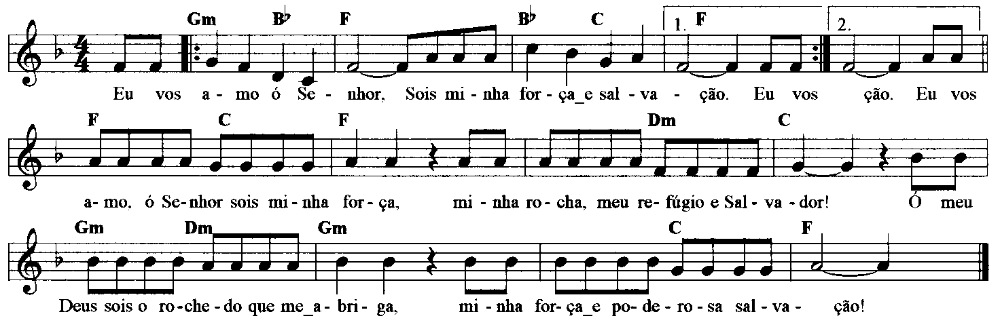 Gm B♭ F B♭ C 1. F 2.
Eu vos a - mo ó Se - nhor, Sois mi - nha for - ça_e sal - va - ção. Eu vos ção. Eu vos
F C F Dm C
a - mo, ó Se - nhor sois mi - nha for - ça, mi - nha ro - cha, meu re - fúgio e Sal - va - dor! Ó meu
Gm Dm Gm C F
Deus sois o ro - che - do que me_a - bri - ga, mi - nha for - ça_e po - de - ro - sa sal - va - ção!